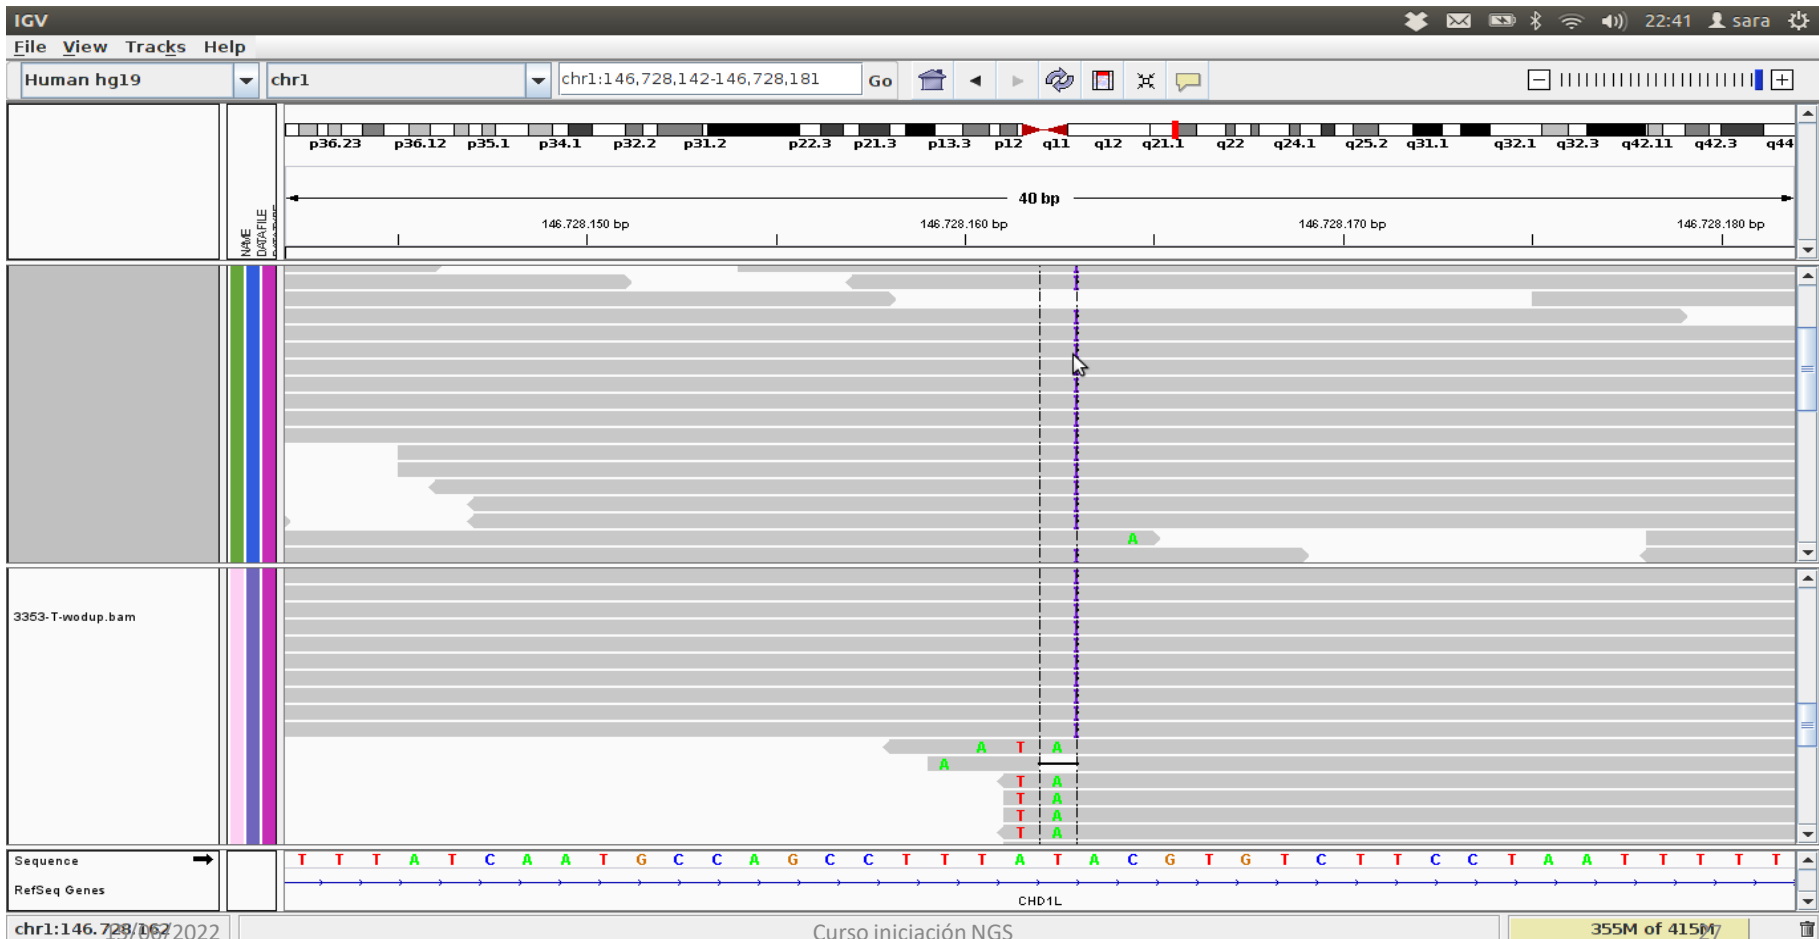 IGV 22:41 sara
File View Tracks Help
Human hg19 chr1 chr1:146,728,142-146,728,181 Go
p36.23 p36.12 p35.1 p34.1 p32.2 p31.2 p22.3 p21.3 p13.3 p12 q11 q12 q21.1 q22 q24.1 q25.2 q31.1 q32.1 q32.3 q42.11 q42.3 q44
40 bp
146.728.150 bp 146.728.160 bp 146.728.170 bp 146.728.180 bp
NAME
DATA FILE
A
3353-T-wodup.bam
A T A
A
T A
T A
T A
T A
Sequence T T T A T C A A T G C C A G C C T T T A T A C G T G T C T T C C T A A T T T T T
RefSeq Genes
CHD1L
chr1:146.728.162
2022
Curso iniciación NGS
355M of 415M